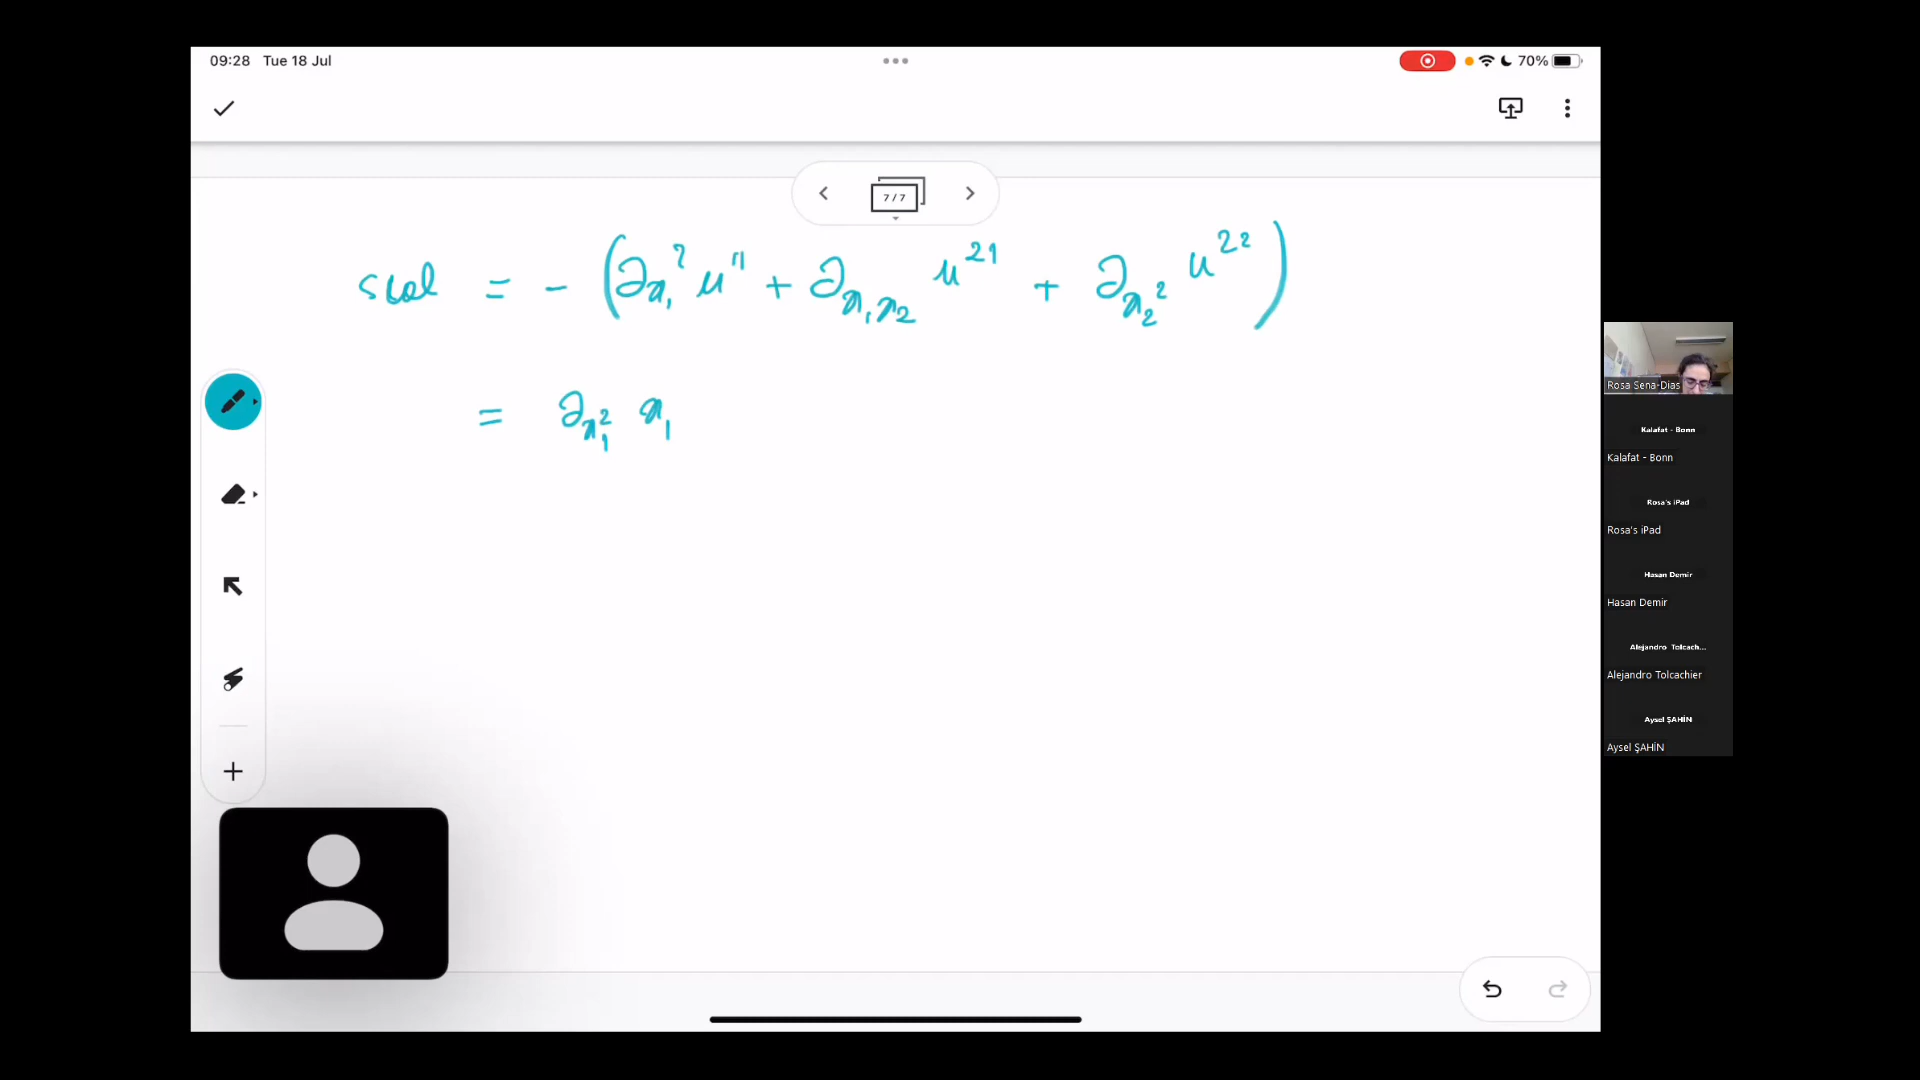 09:28 Tue 18 Jul
70%
7/7
scal = - (∂x₁² u¹¹ + ∂x₁x₂ u²¹ + ∂x₂² u²²)
= ∂x₁² x₁
Rosa Sena-Dias
Kalafat - Bonn
Kalafat - Bonn
Rosa's iPad
Rosa's iPad
Hasan Demir
Hasan Demir
Alejandro Tolcach...
Alejandro Tolcachier
Aysel ŞAHİN
Aysel ŞAHİN